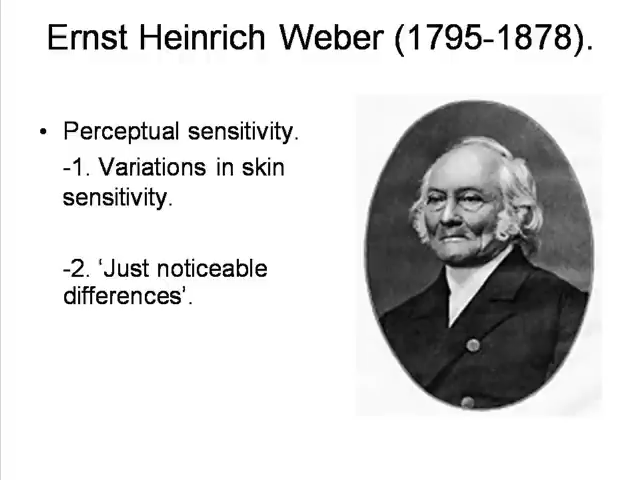 Ernst Heinrich Weber (1795-1878).
• Perceptual sensitivity.
-1. Variations in skin
sensitivity.
-2. ‘Just noticeable
differences’.